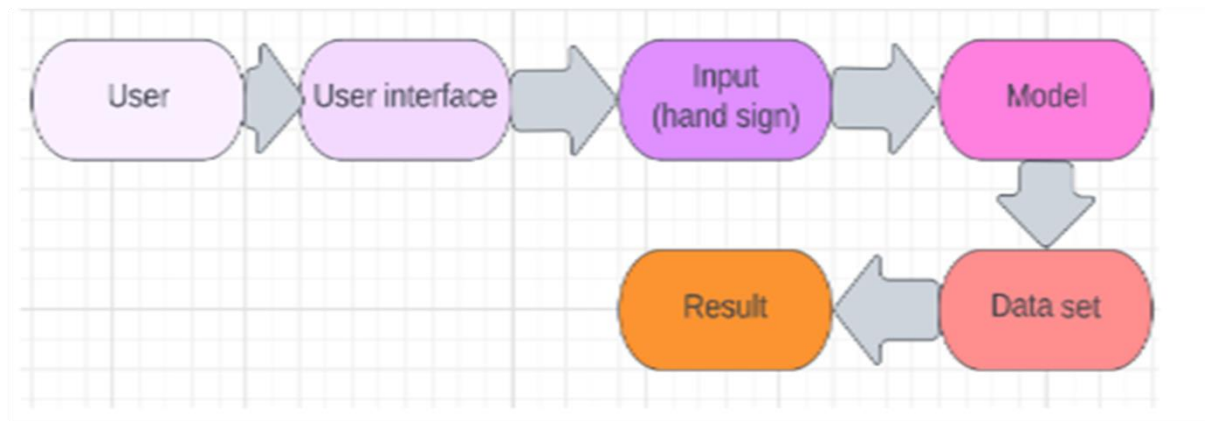 User
User interface
Input
(hand sign)
Model
Data set
Result